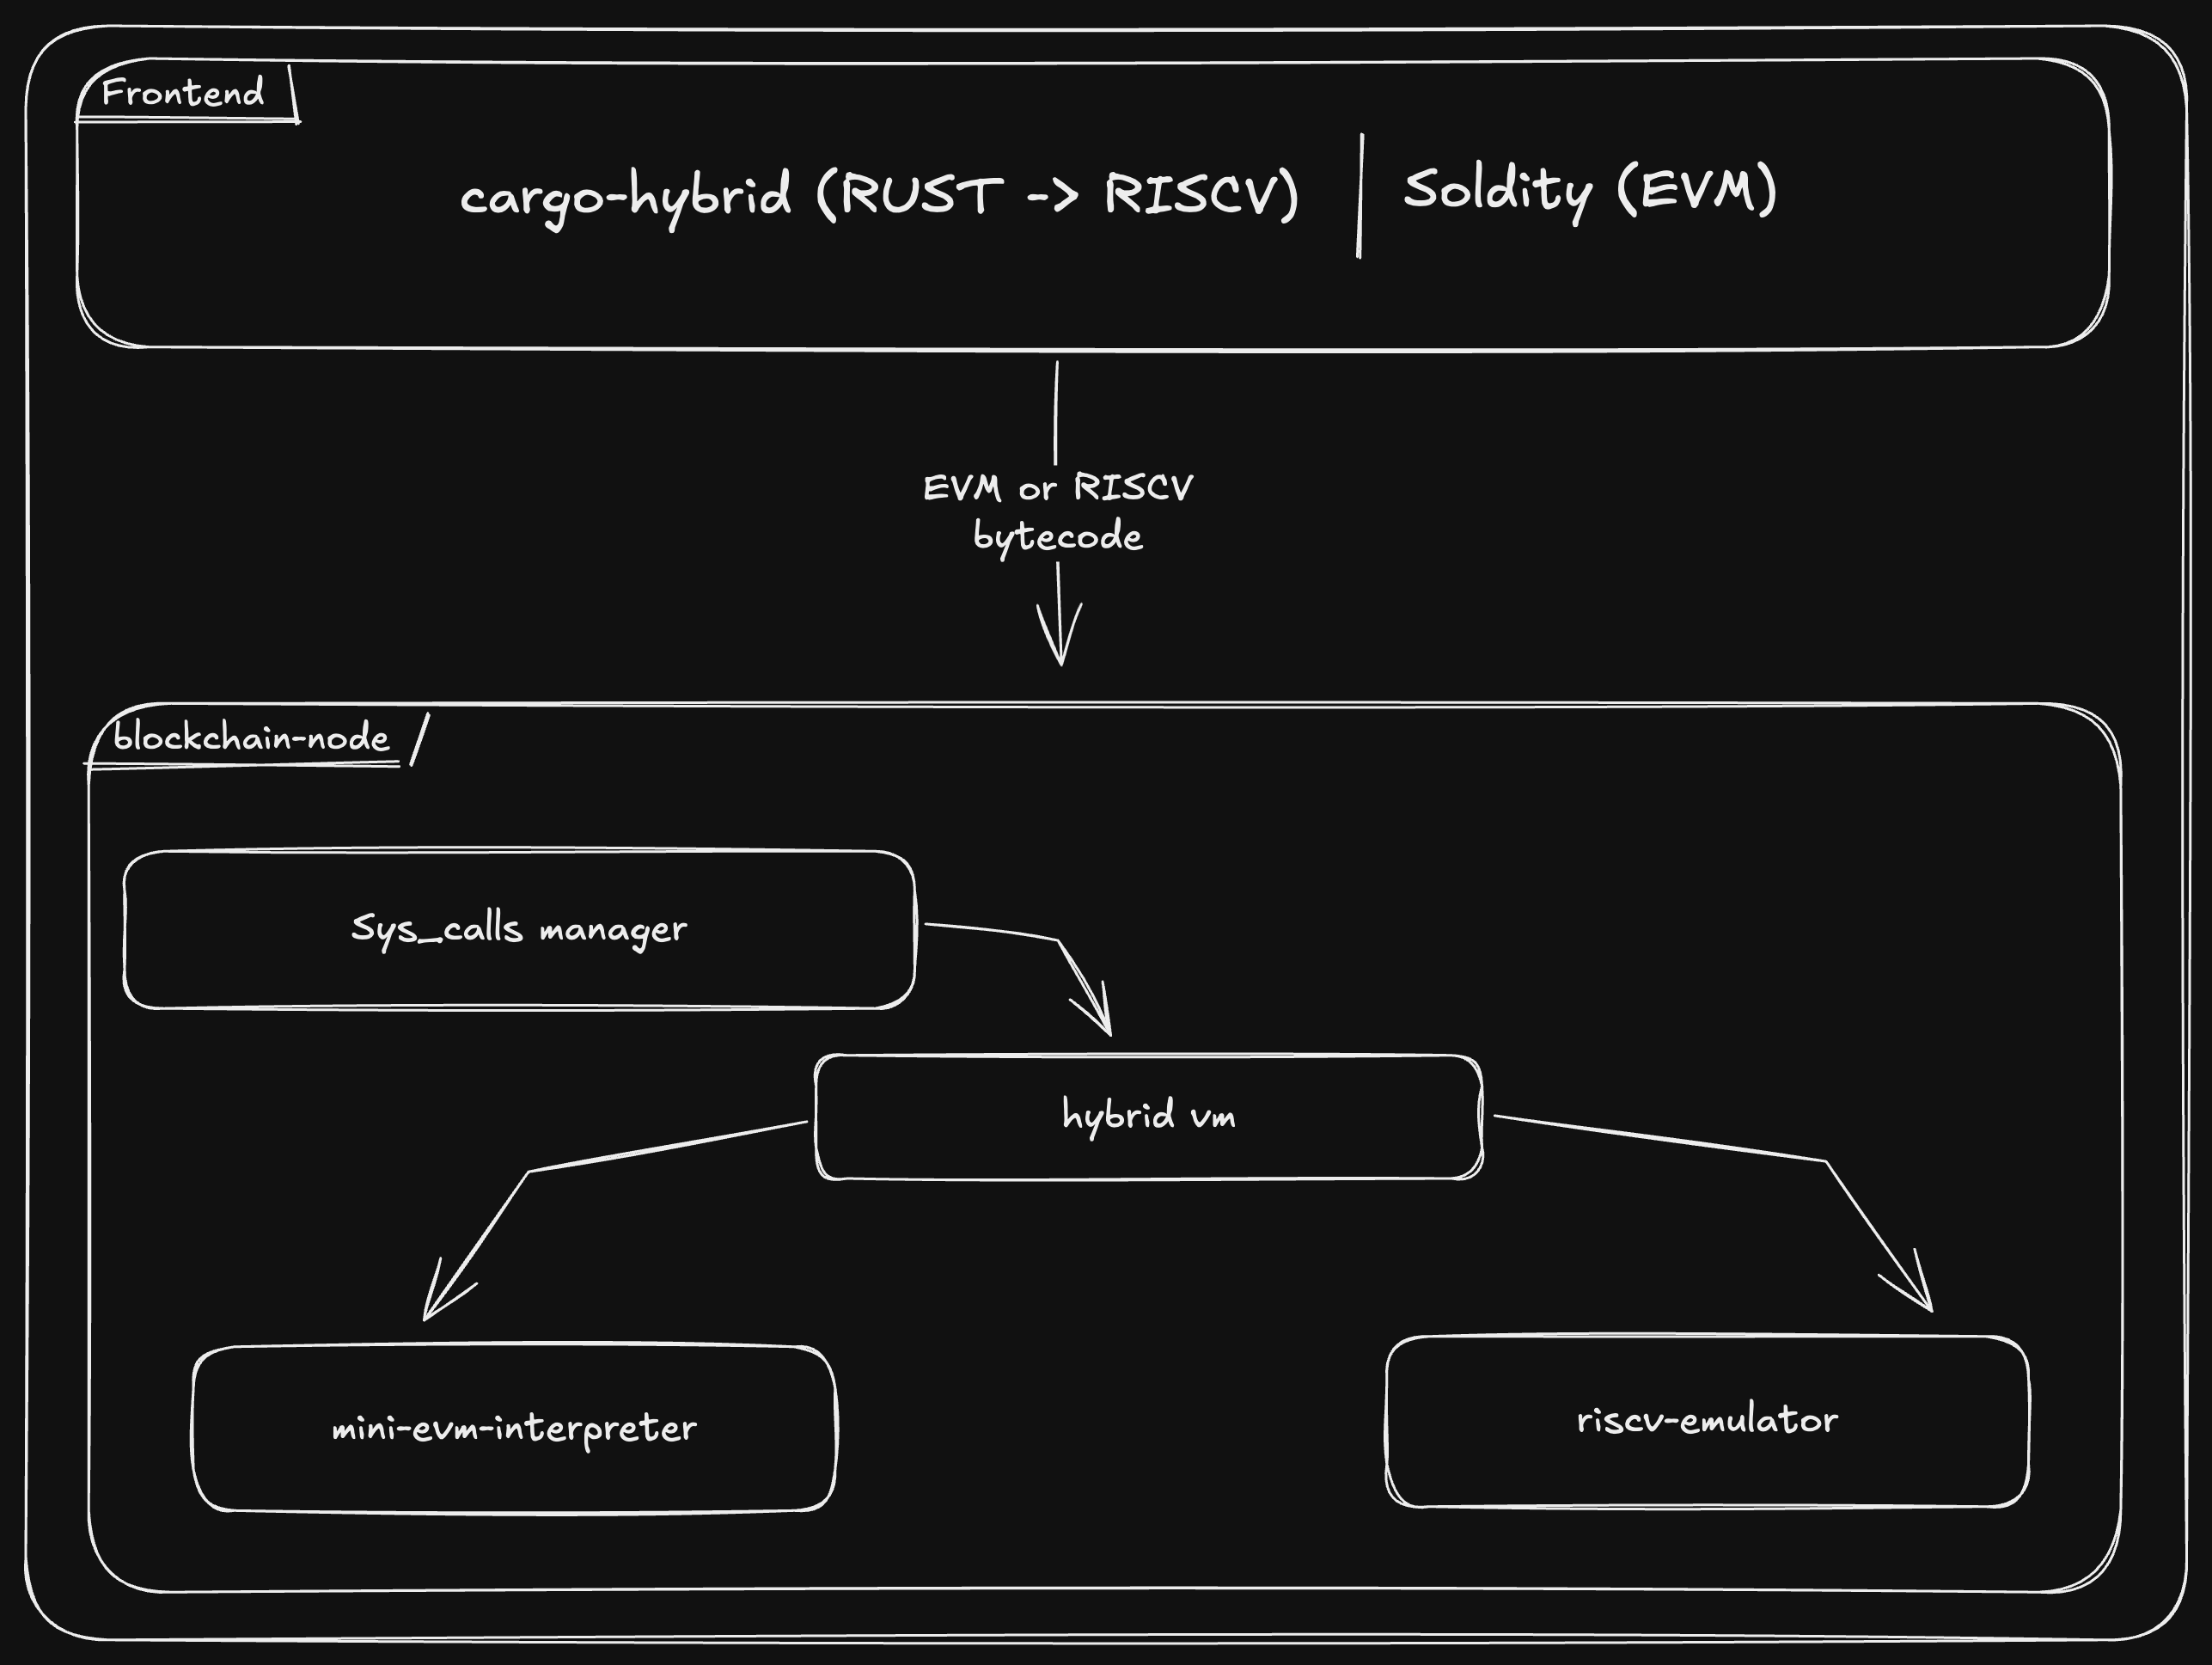 Frontend
cargo-hybrid (RUST -> RISCV)
Soldity (EVM)
EVM or RISCV
bytecode
blockchain-node
Sys_calls manager
hybrid vm
mini-evm-interpreter
riscv-emulator